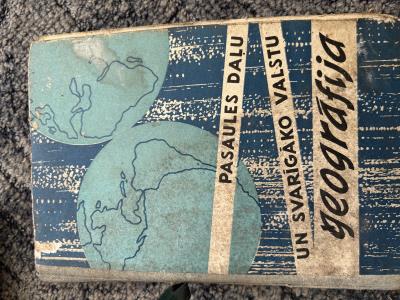 PASAULES DAĻU
UN SVARĪGĀKO VALSTU
ģeogrāfija